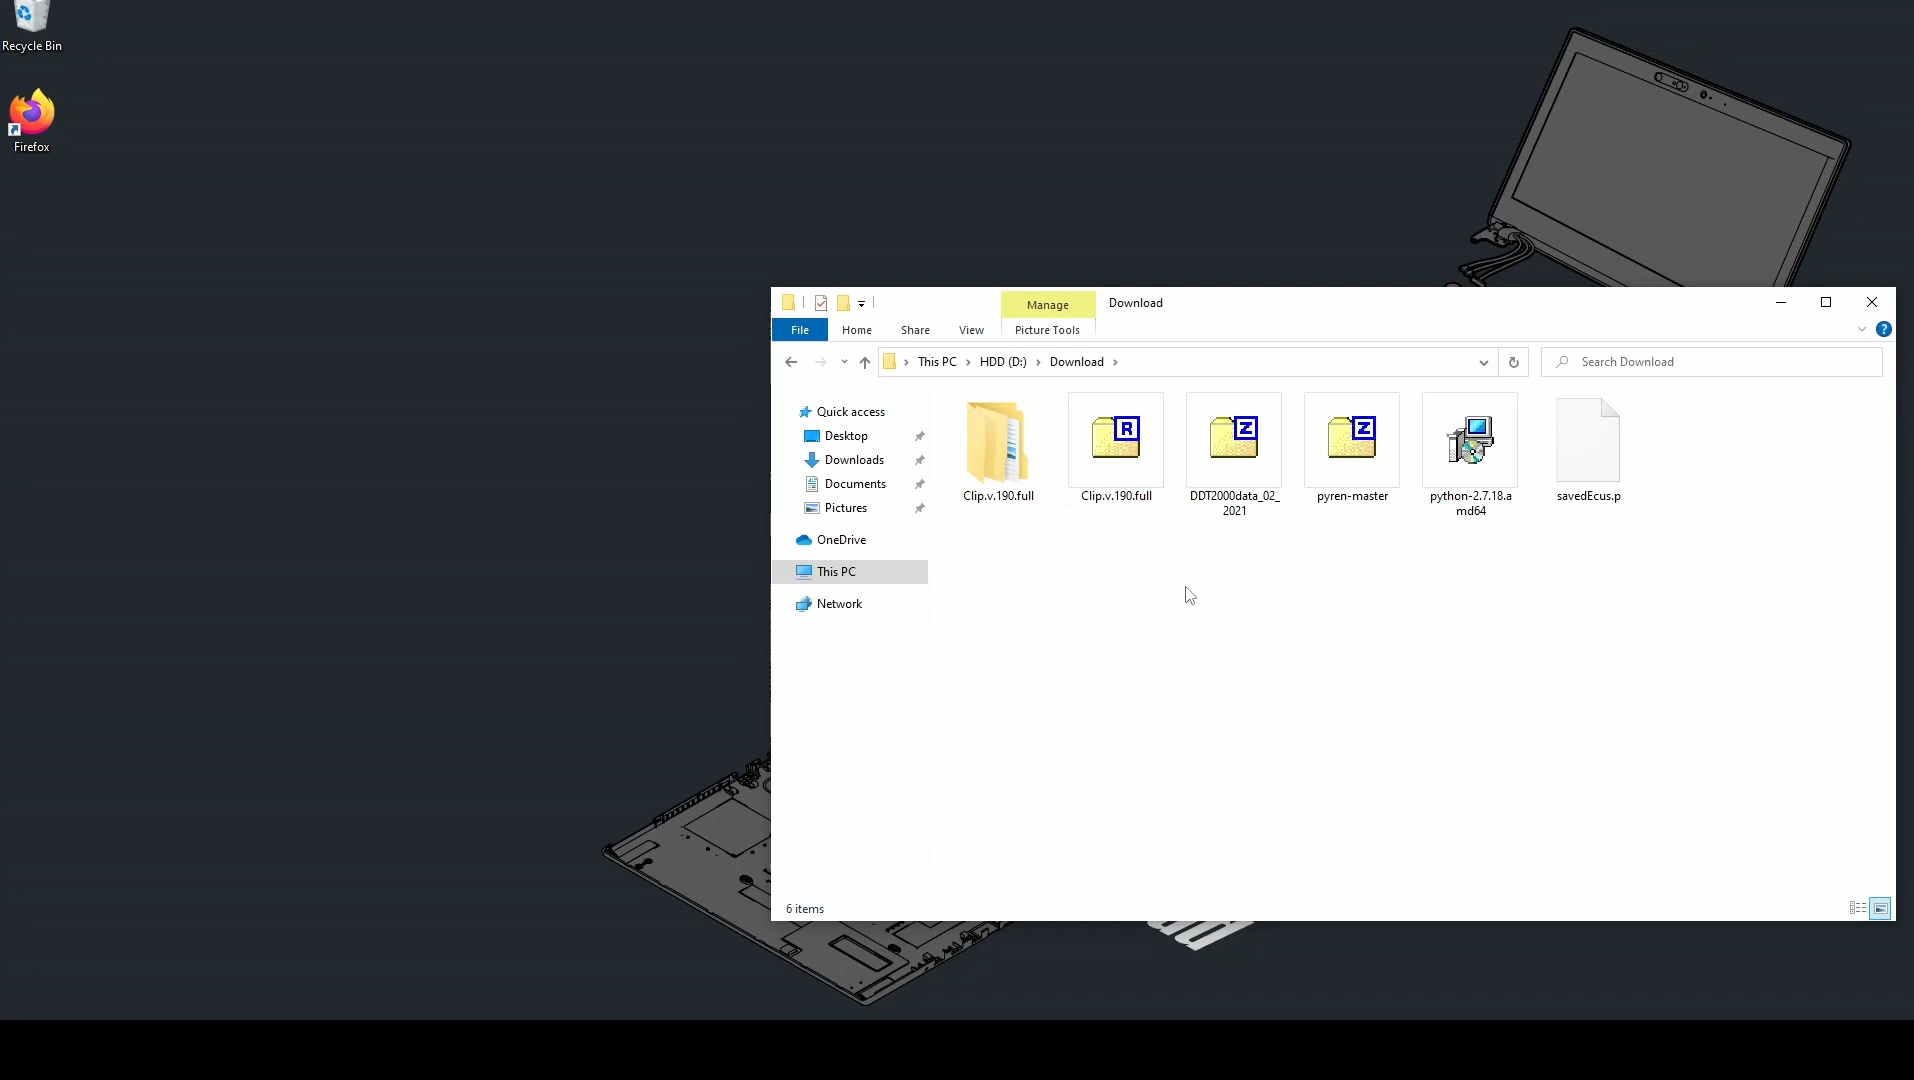 Recycle Bin
Firefox
Manage
Download
File
Home
Share
View
Picture Tools
This PC
HDD (D:)
Download
Search Download
Quick access
Desktop
Downloads
Documents
Pictures
OneDrive
This PC
Network
Clip.v.190.full
R
Clip.v.190.full
Z
DDT2000data_02_
2021
Z
pyren-master
python-2.7.18.a
md64
savedEcus.p
6 items